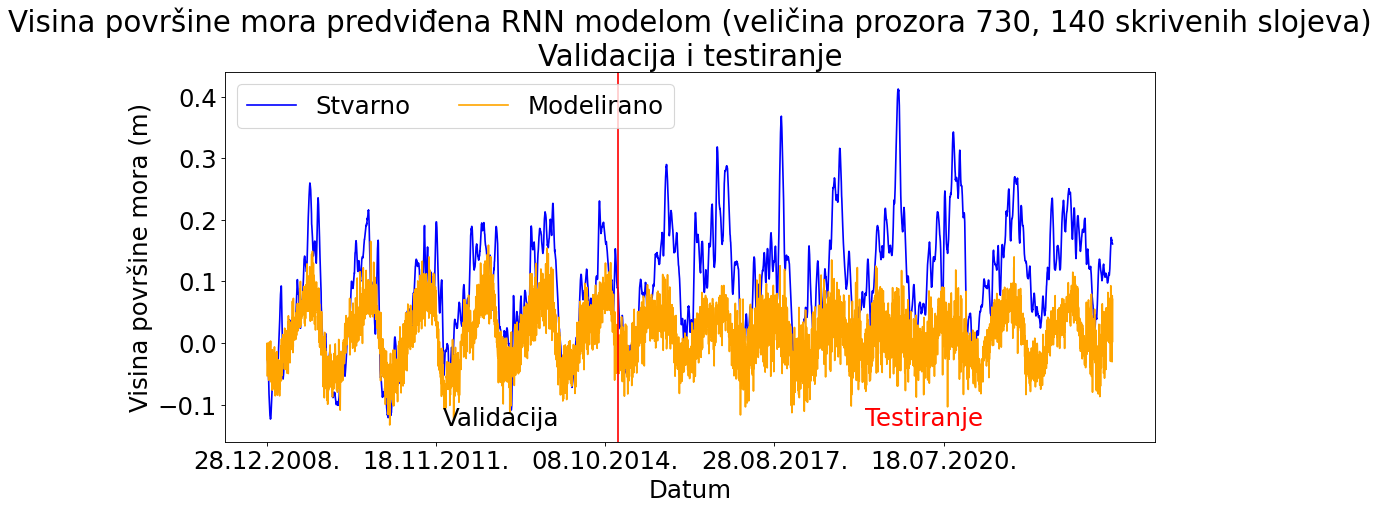 Visina površine mora predviđena RNN modelom (veličina prozora 730, 140 skrivenih slojeva)
Validacija i testiranje
Stvarno Modelirano
Visina površine mora (m)
0.4
0.3
0.2
0.1
0.0
−0.1
Validacija Testiranje
28.12.2008. 18.11.2011. 08.10.2014. 28.08.2017. 18.07.2020.
Datum